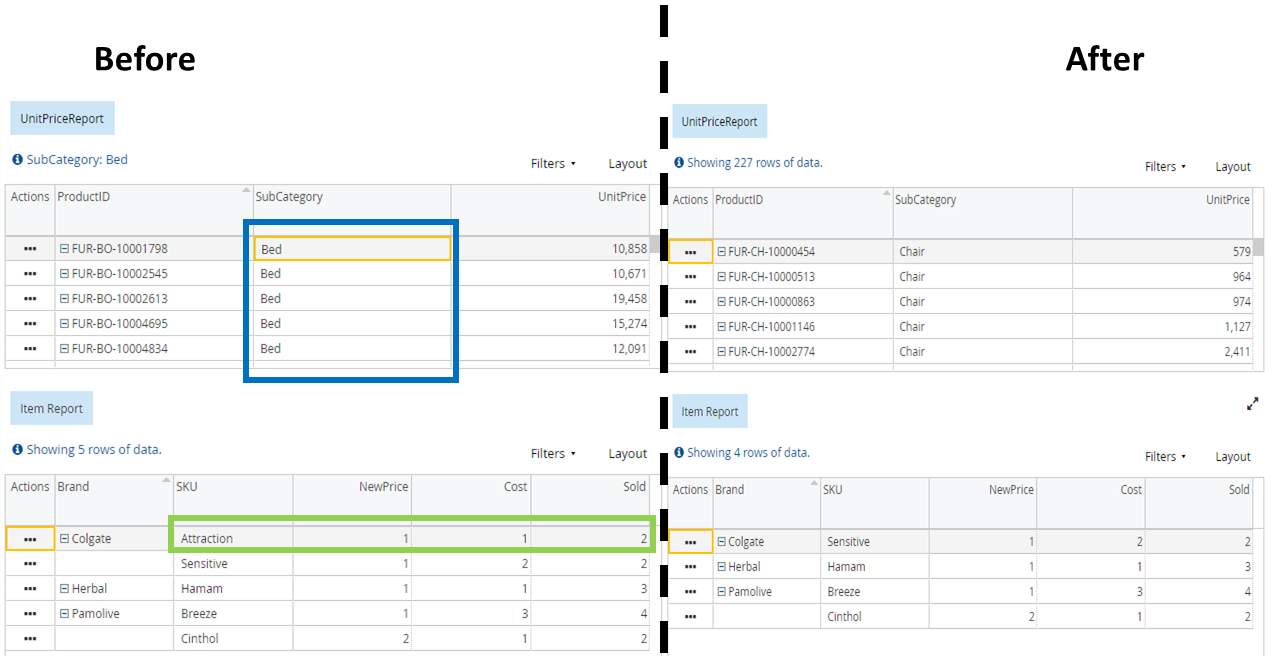 Before
UnitPriceReport
SubCategory: Bed
Filters Layout
Actions ProductID SubCategory UnitPrice
••• FUR-BO-10001798 Bed 10,858
••• FUR-BO-10002545 Bed 10,671
••• FUR-BO-10002613 Bed 19,458
••• FUR-BO-10004695 Bed 15,274
••• FUR-BO-10004834 Bed 12,091
Item Report
Showing 5 rows of data.
Filters Layout
Actions Brand SKU NewPrice Cost Sold
••• Colgate Attraction 1 1 2
••• Sensitive 1 2 2
••• Herbal Hamam 1 1 3
••• Pamolive Breeze 1 3 4
••• Cinthol 2 1 2
After
UnitPriceReport
Showing 227 rows of data.
Filters Layout
Actions ProductID SubCategory UnitPrice
••• FUR-CH-10000454 Chair 579
••• FUR-CH-10000513 Chair 964
••• FUR-CH-10000863 Chair 974
••• FUR-CH-10001146 Chair 1,127
••• FUR-CH-10002774 Chair 2,411
Item Report
Showing 4 rows of data.
Filters Layout
Actions Brand SKU NewPrice Cost Sold
••• Colgate Sensitive 1 2 2
••• Herbal Hamam 1 1 3
••• Pamolive Breeze 1 3 4
••• Cinthol 2 1 2